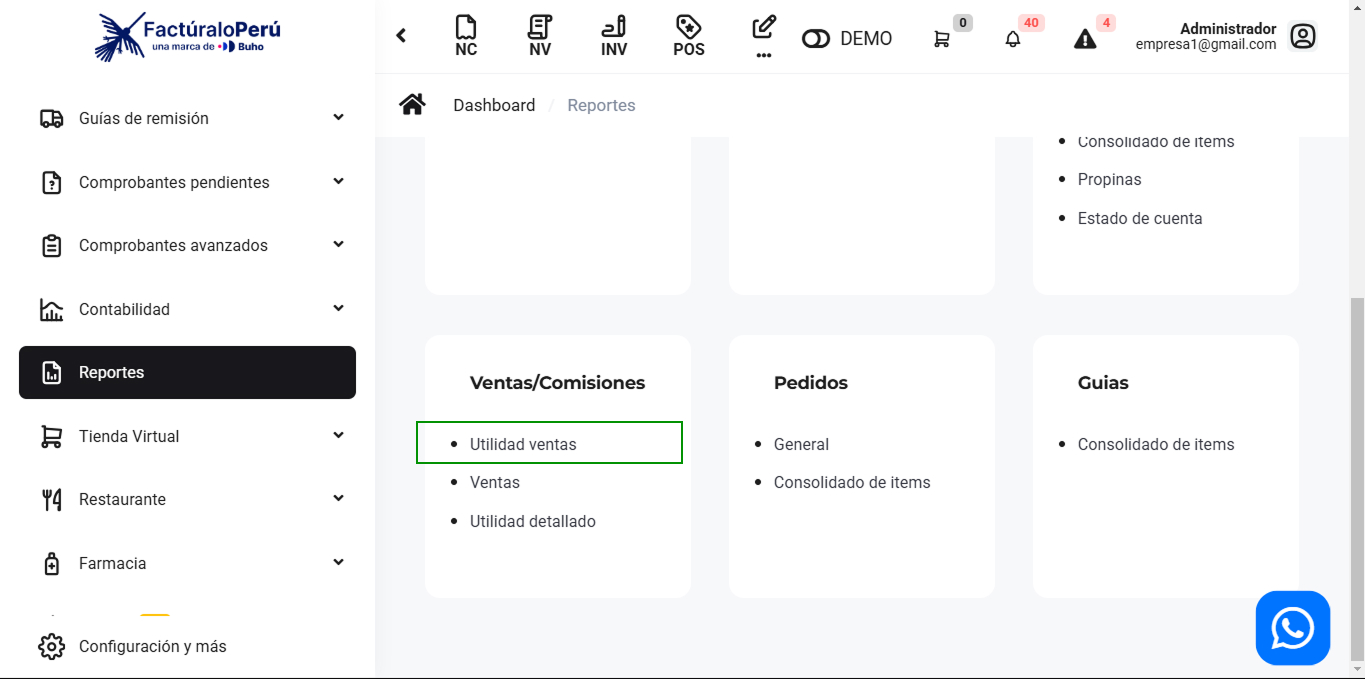 FactúraloPerú
una marca de Buho
NC
NV
INV
POS
DEMO
0
40
4
Administrador
empresa1@gmail.com
Dashboard / Reportes
Guías de remisión
Comprobantes pendientes
Comprobantes avanzados
Contabilidad
Reportes
Tienda Virtual
Restaurante
Farmacia
Configuración y más
Consolidado de items
Propinas
Estado de cuenta
Ventas/Comisiones
Utilidad ventas
Ventas
Utilidad detallado
Pedidos
General
Consolidado de items
Guias
Consolidado de items